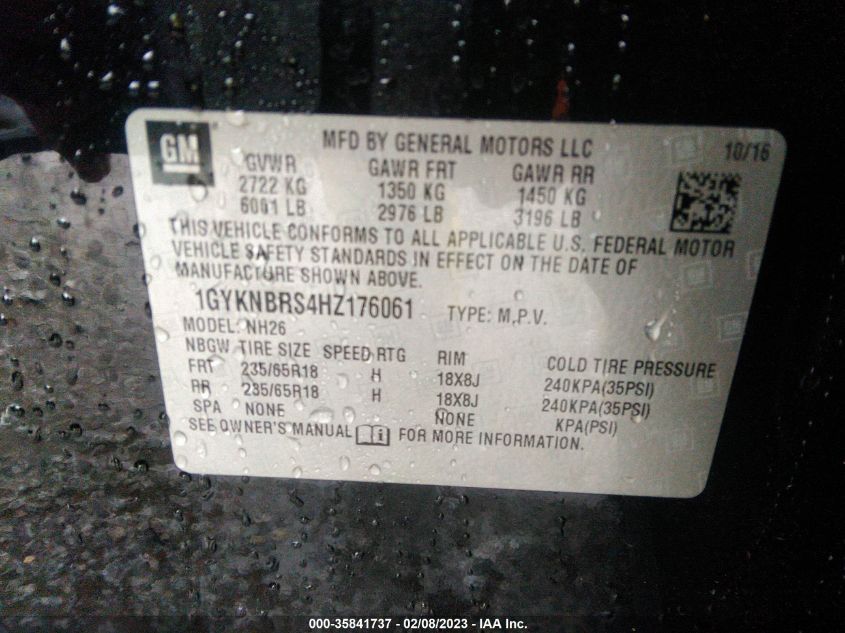 GM
MFD BY GENERAL MOTORS LLC 10/16
GVWR GAWR FRT GAWR RR
2722 KG 1350 KG 1450 KG
6001 LB 2976 LB 3196 LB
THIS VEHICLE CONFORMS TO ALL APPLICABLE U.S. FEDERAL MOTOR
VEHICLE SAFETY STANDARDS IN EFFECT ON THE DATE OF
MANUFACTURE SHOWN ABOVE.
1GYKNBRS4HZ176061 TYPE: M.P.V.
MODEL: NH26
NBGW TIRE SIZE SPEED RTG RIM COLD TIRE PRESSURE
FRT 235/65R18 H 18X8J 240KPA(35PSI)
RR 235/65R18 H 18X8J 240KPA(35PSI)
SPA NONE NONE KPA(PSI)
SEE OWNER'S MANUAL FOR MORE INFORMATION.
000-35841737 - 02/08/2023 - IAA Inc.